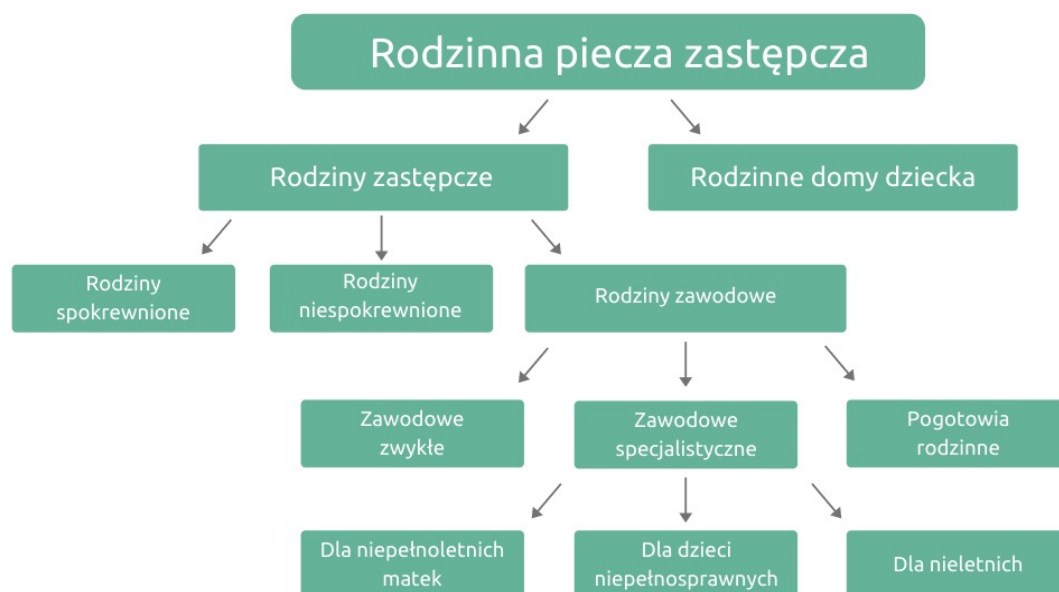 Rodzinna piecza zastępcza
Rodziny zastępcze
Rodzinne domy dziecka
Rodziny
spokrewnione
Rodziny
niespokrewnione
Rodziny zawodowe
Zawodowe
zwykłe
Zawodowe
specjalistyczne
Pogotowia
rodzinne
Dla niepełnoletnich
matek
Dla dzieci
niepełnosprawnych
Dla nieletnich